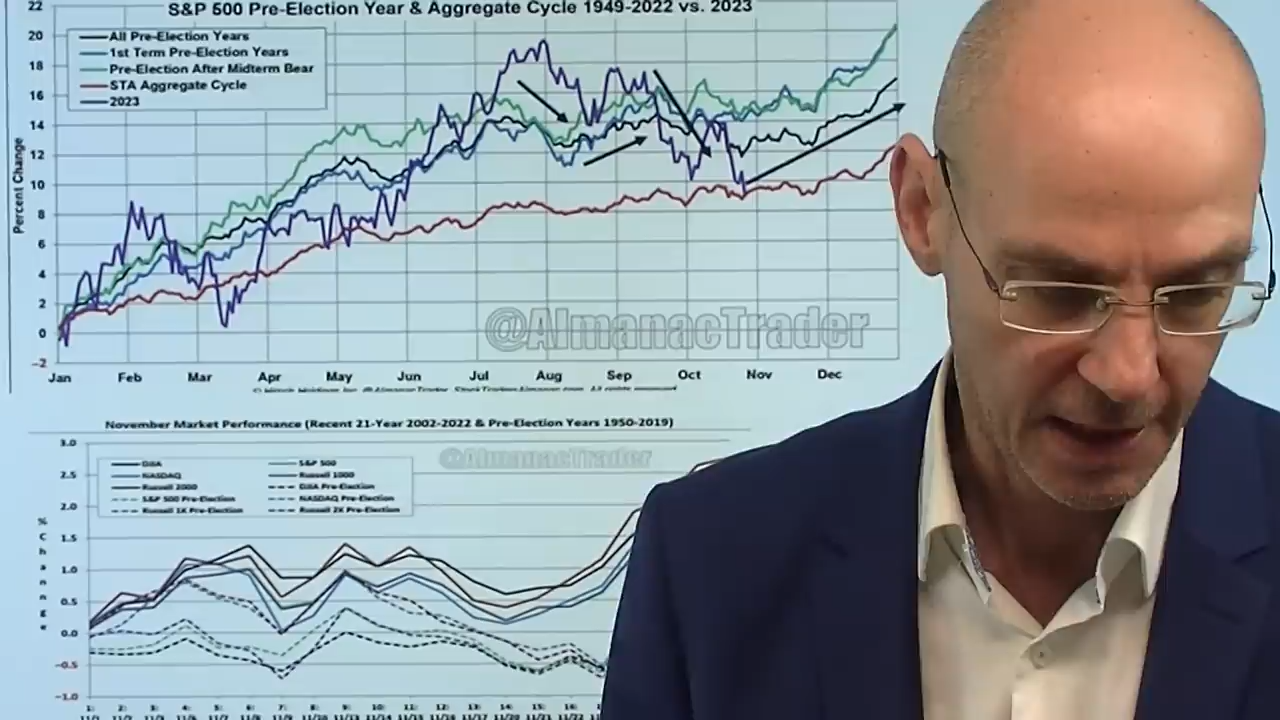 S&P 500 Pre-Election Year & Aggregate Cycle 1949-2022 vs. 2023
22
20
18
16
14
12
10
8
6
4
2
0
-2
Percent Change
All Pre-Election Years
1st Term Pre-Election Years
Pre-Election After Midterm Bear
STA Aggregate Cycle
2023
@AlmanacTrader
Jan Feb Mar Apr May Jun Jul Aug Sep Oct Nov Dec
November Market Performance (Recent 21-Year 2002-2022 & Pre-Election Years 1950-2019)
@AlmanacTrader
3.0
2.5
2.0
1.5
1.0
0.5
0.0
-0.5
-1.0
% Change
DJIA S&P 500
NASDAQ Russell 1000
Russell 2000 DJIA Pre-Election
S&P 500 Pre-Election NASDAQ Pre-Election
Russell 1K Pre-Election Russell 2K Pre-Election